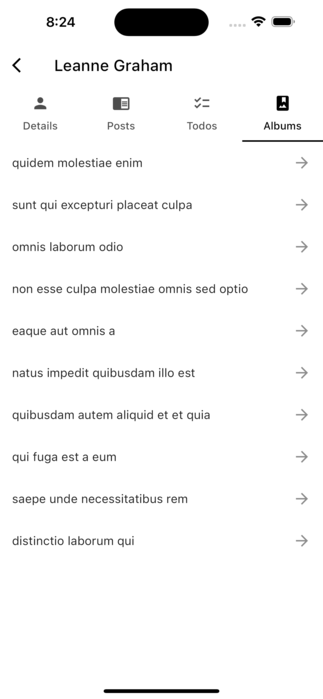 8:24
Leanne Graham
Details Posts Todos Albums
quidem molestiae enim
sunt qui excepturi placeat culpa
omnis laborum odio
non esse culpa molestiae omnis sed optio
eaque aut omnis a
natus impedit quibusdam illo est
quibusdam autem aliquid et et quia
qui fuga est a eum
saepe unde necessitatibus rem
distinctio laborum qui